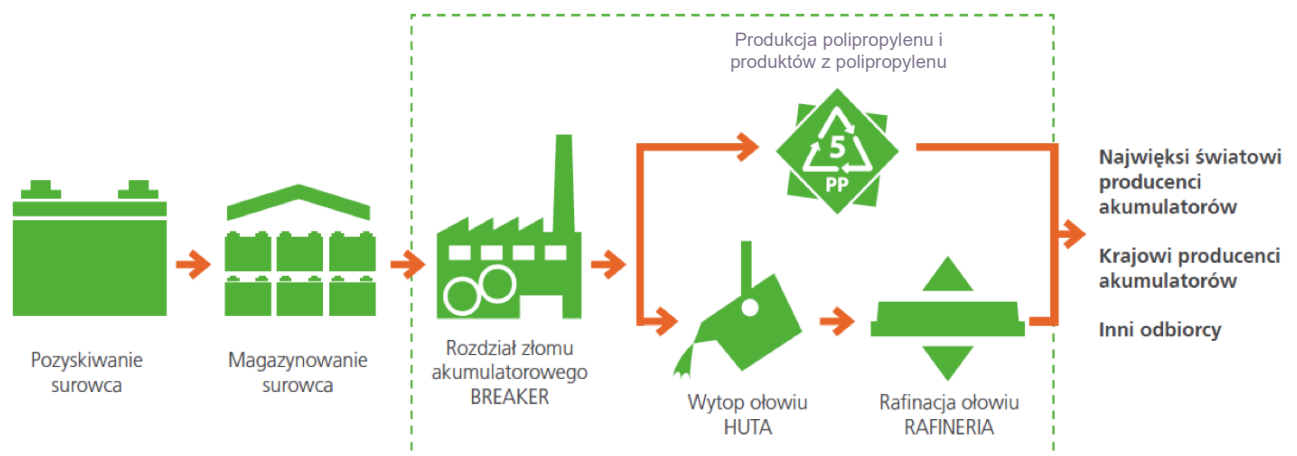 Produkcja polipropylenu i
produktów z polipropylenu
5
PP
Pozyskiwanie
surowca
Magazynowanie
surowca
Rozdział złomu
akumulatorowego
BREAKER
Wytop ołowiu
HUTA
Rafinacja ołowiu
RAFINERIA
Najwięksi światowi
producenci
akumulatorów
Krajowi producenci
akumulatorów
Inni odbiorcy